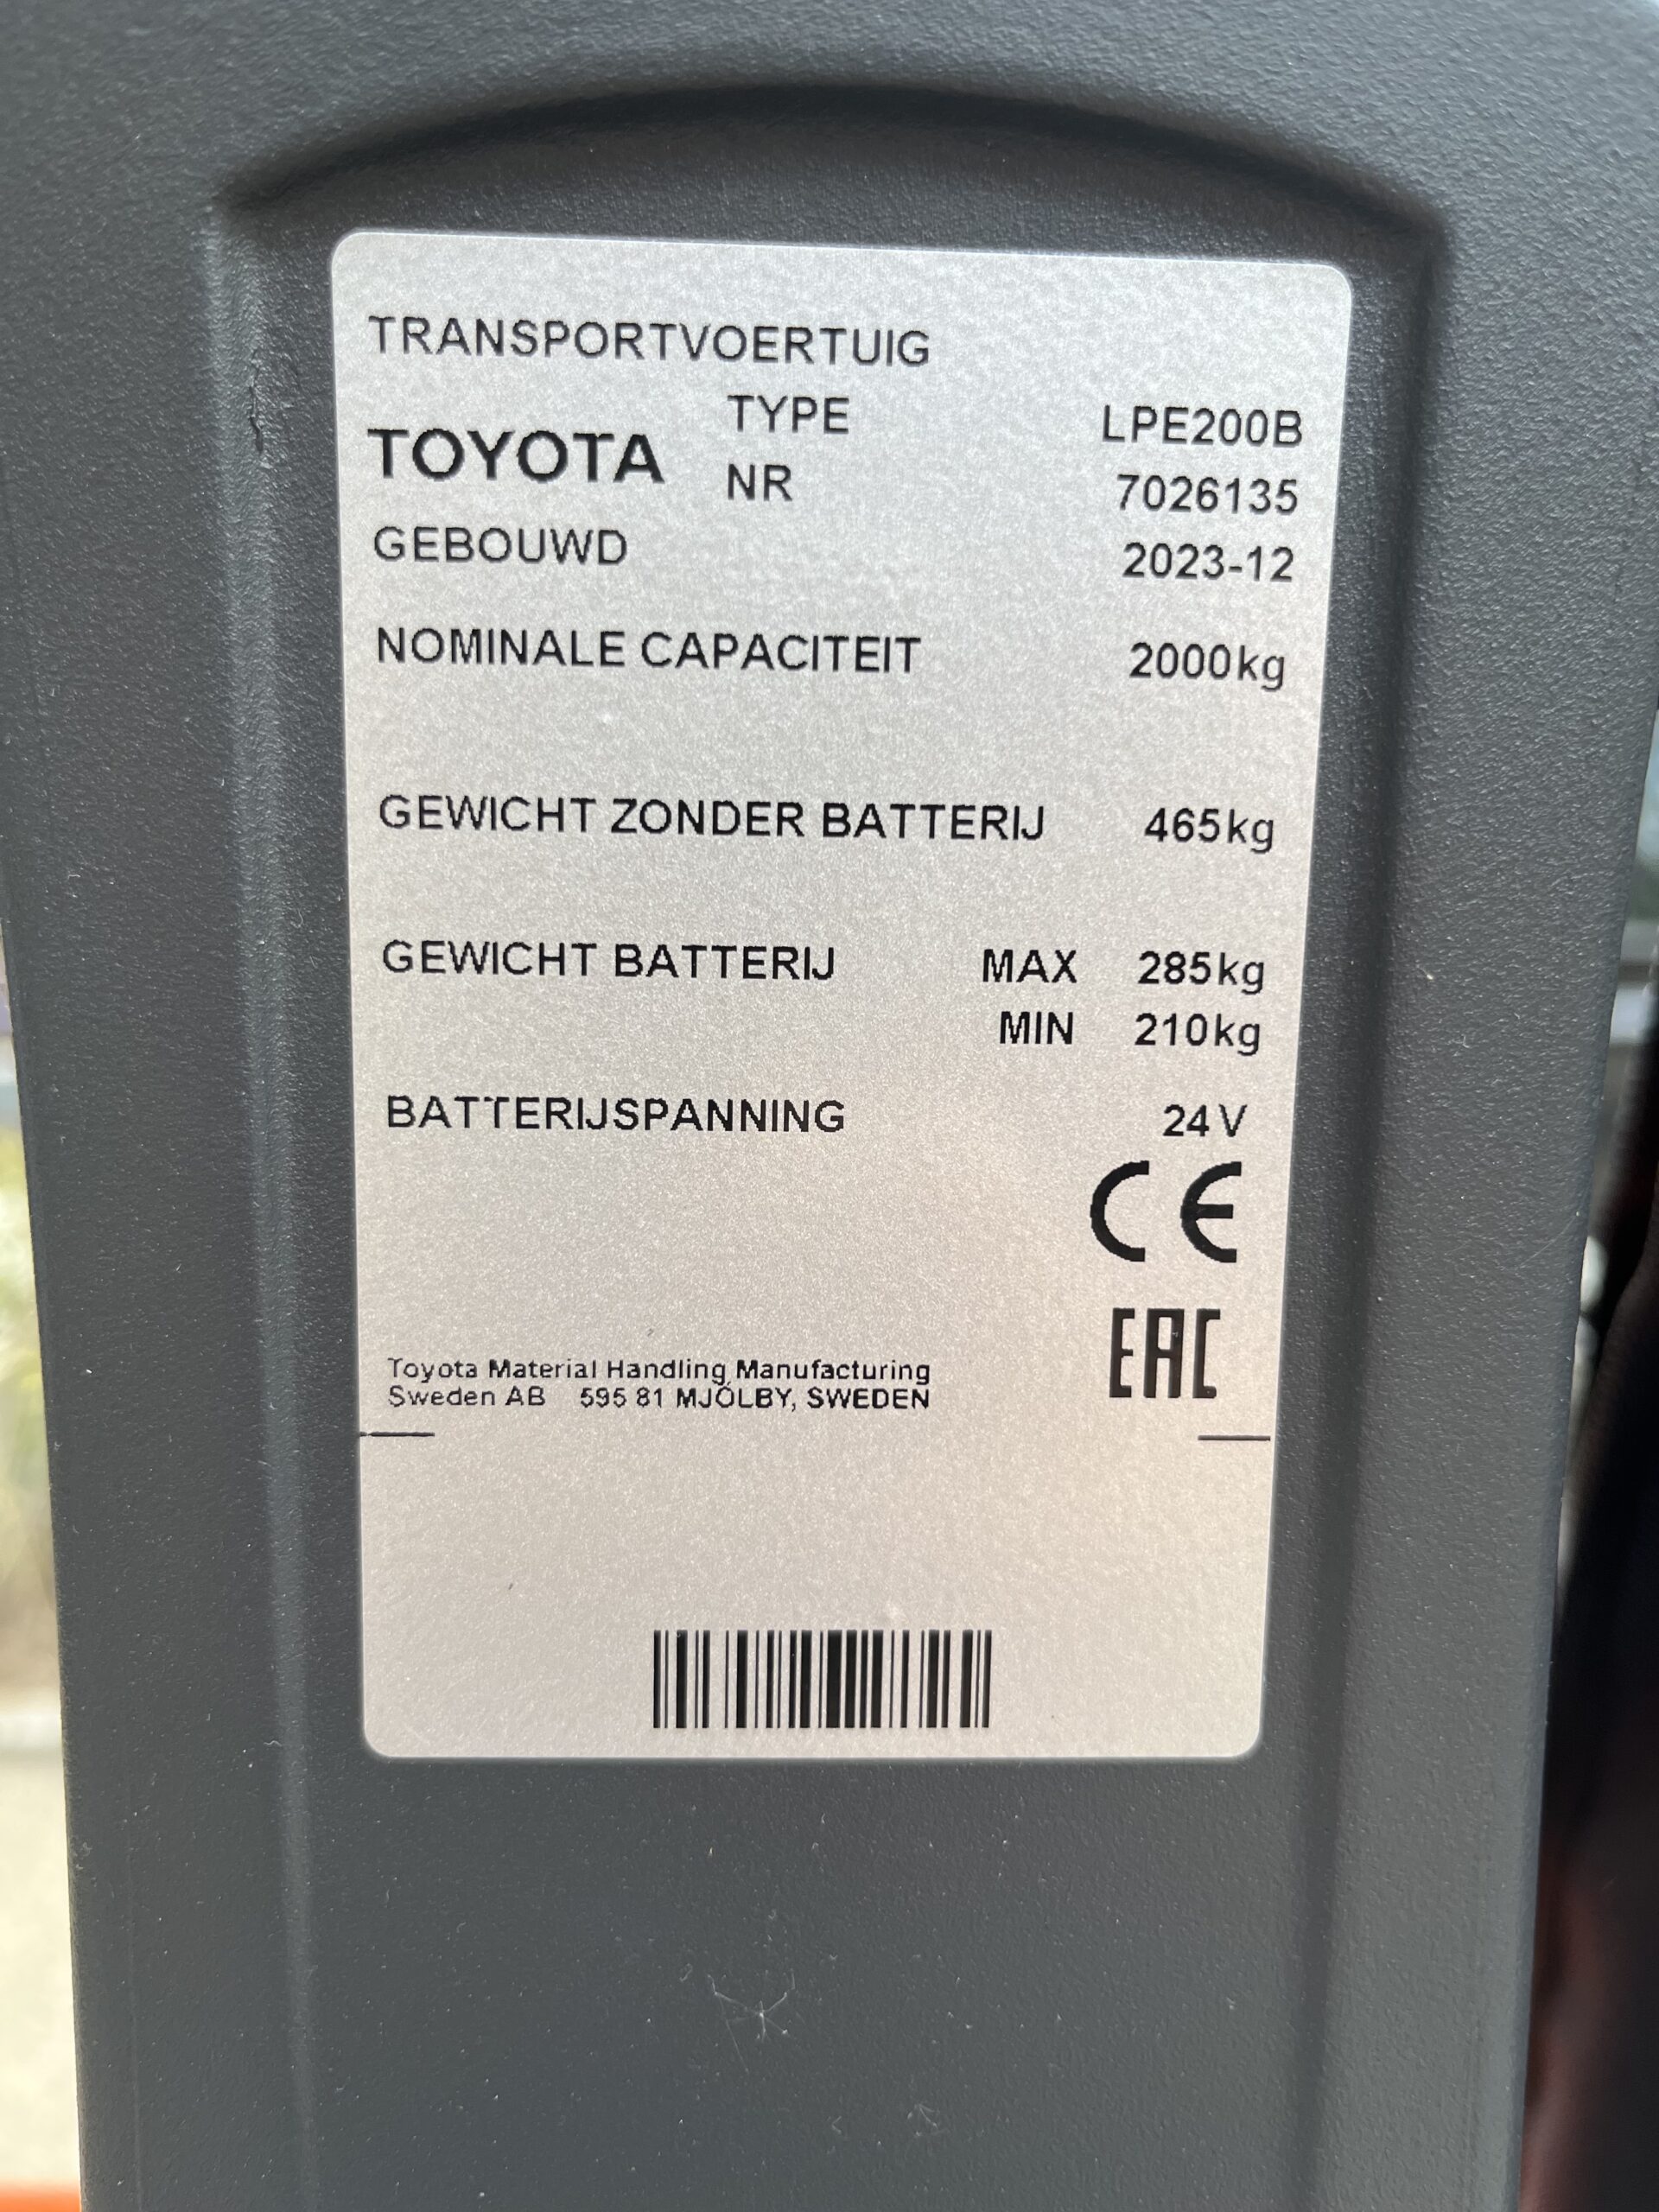 TRANSPORTVOERTUIG
TOYOTA TYPE LPE200B
NR 7026135
GEBOUWD 2023-12
NOMINALE CAPACITEIT 2000kg
GEWICHT ZONDER BATTERIJ 465kg
GEWICHT BATTERIJ MAX 285kg
MIN 210kg
BATTERIJSPANNING 24V
CE
EAC
Toyota Material Handling Manufacturing
Sweden AB 595 81 MJÖLBY, SWEDEN